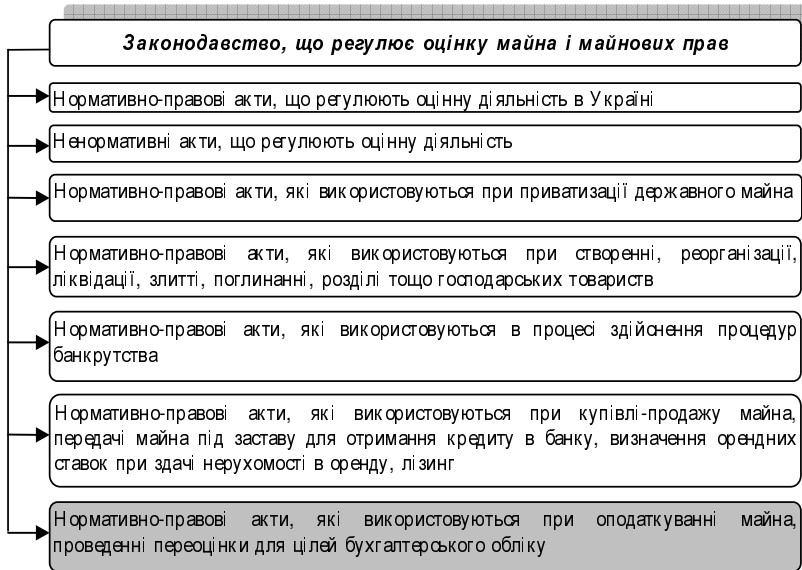 Законодавство, що регулює оцінку майна і майнових прав
Нормативно-правові акти, що регулюють оцінну діяльність в Україні
Ненормативні акти, що регулюють оцінну діяльність
Нормативно-правові акти, які використовуються при приватизації державного майна
Нормативно-правові акти, які використовуються при створенні, реорганізації,
ліквідації, злитті, поглинанні, розділі тощо господарських товариств
Нормативно-правові акти, які використовуються в процесі здійснення процедур
банкрутства
Нормативно-правові акти, які використовуються при купівлі-продажу майна,
передачі майна під заставу для отримання кредиту в банку, визначення орендних
ставок при здачі нерухомості в оренду, лізинг
Нормативно-правові акти, які використовуються при оподаткуванні майна,
проведенні переоцінки для цілей бухгалтерського обліку